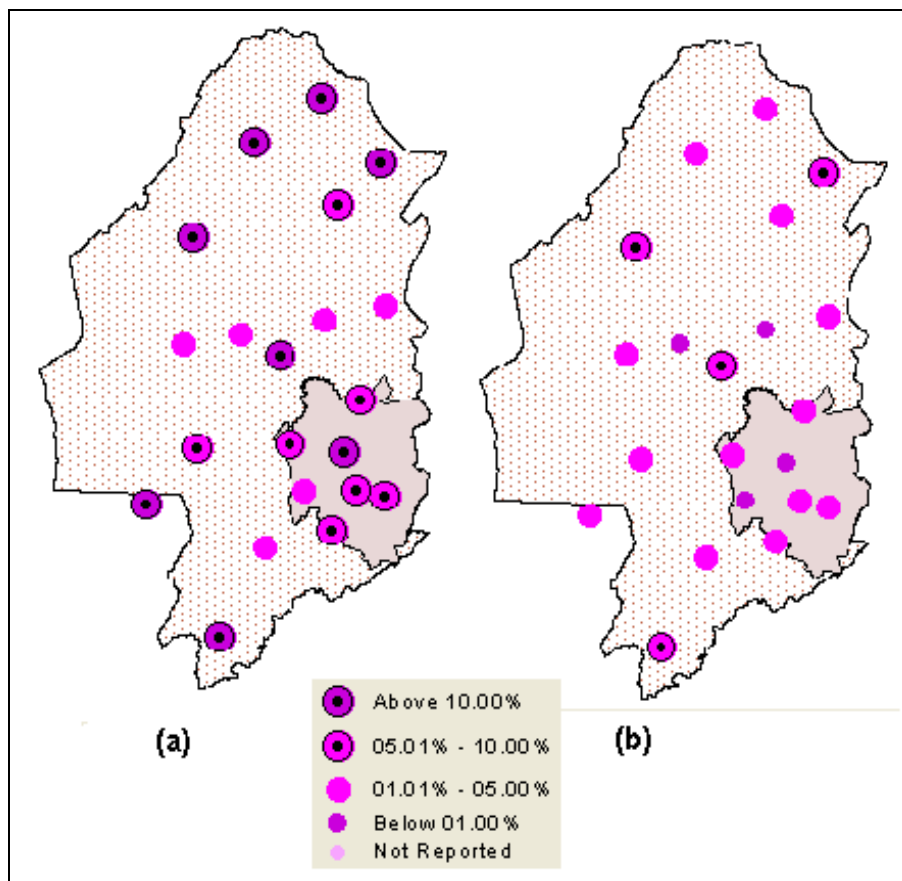 Above 10.00%
(a)
05.01% - 10.00%
(b)
01.01% - 05.00%
Below 01.00%
Not Reported